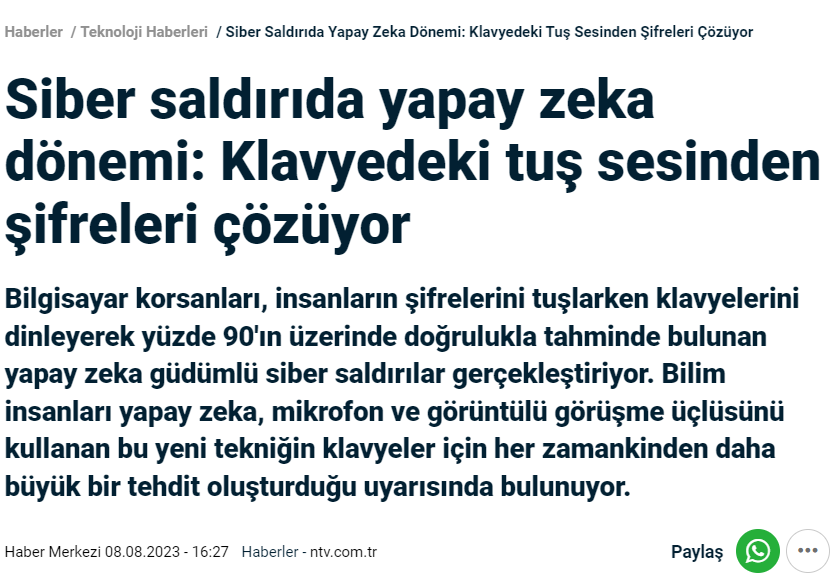 Haberler / Teknoloji Haberleri / Siber Saldırıda Yapay Zeka Dönemi: Klavyedeki Tuş Sesinden Şifreleri Çözüyor
Siber saldırıda yapay zeka
dönemi: Klavyedeki tuş sesinden
şifreleri çözüyor
Bilgisayar korsanları, insanların şifrelerini tuşlarken klavyelerini
dinleyerek yüzde 90'ın üzerinde doğrulukla tahminde bulunan
yapay zeka güdümlü siber saldırılar gerçekleştiriyor. Bilim
insanları yapay zeka, mikrofon ve görüntülü görüşme üçlüsünü
kullanan bu yeni tekniğin klavyeler için her zamankinden daha
büyük bir tehdit oluşturduğu uyarısında bulunuyor.
Haber Merkezi 08.08.2023 - 16:27 Haberler - ntv.com.tr Paylaş